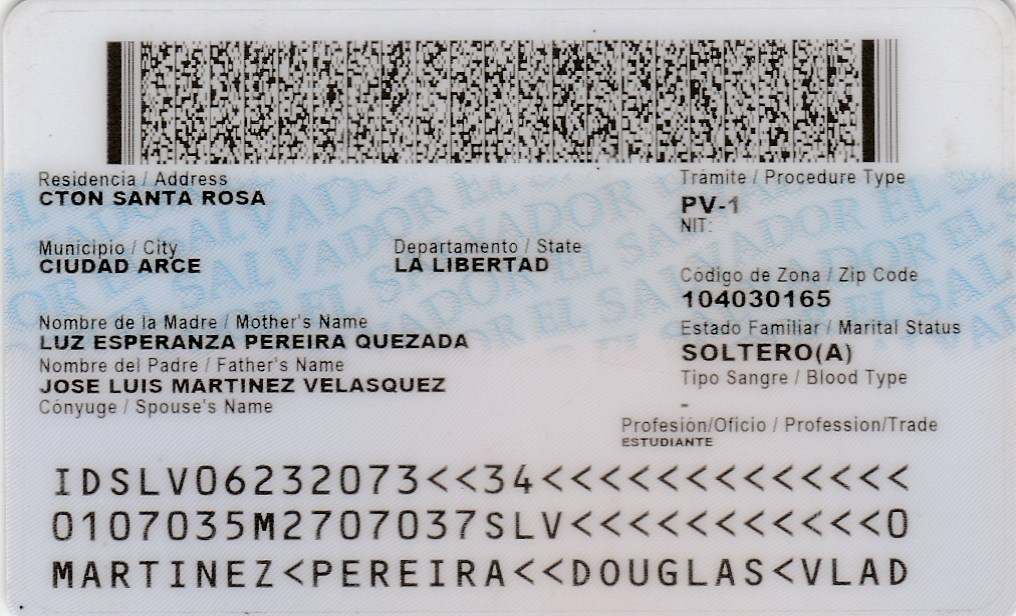 Residencia / Address
CTON SANTA ROSA
Trámite / Procedure Type
PV-1
NIT:
Municipio / City
CIUDAD ARCE
Departamento / State
LA LIBERTAD
Código de Zona / Zip Code
104030165
Nombre de la Madre / Mother's Name
LUZ ESPERANZA PEREIRA QUEZADA
Estado Familiar / Marital Status
SOLTERO(A)
Nombre del Padre / Father's Name
JOSE LUIS MARTINEZ VELASQUEZ
Tipo Sangre / Blood Type
-
Cónyuge / Spouse's Name
Profesión/Oficio / Profession/Trade
ESTUDIANTE
IDSLV06232073<<34<<<<<<<<<<<<<
0107035M2707037SLV<<<<<<<<<<<0
MARTINEZ<PEREIRA<<DOUGLAS<VLAD